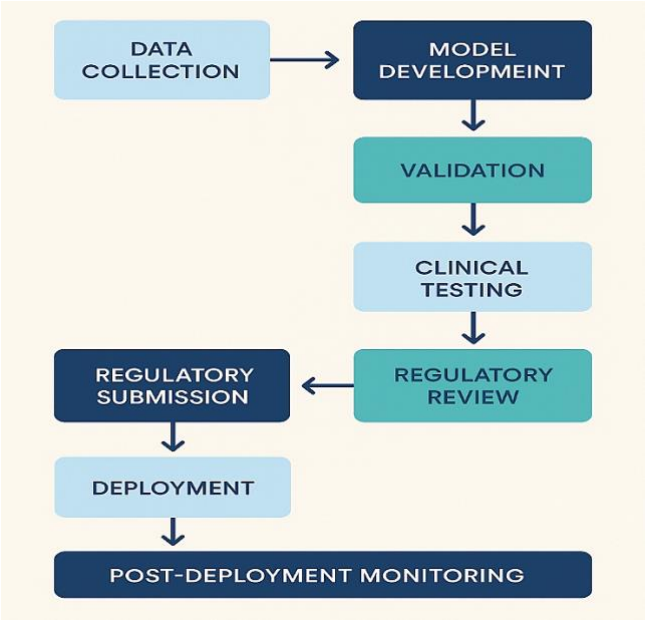 DATA
COLLECTION
MODEL
DEVELOPMEINT
VALIDATION
CLINICAL
TESTING
REGULATORY
SUBMISSION
REGULATORY
REVIEW
DEPLOYMENT
POST-DEPLOYMENT MONITORING